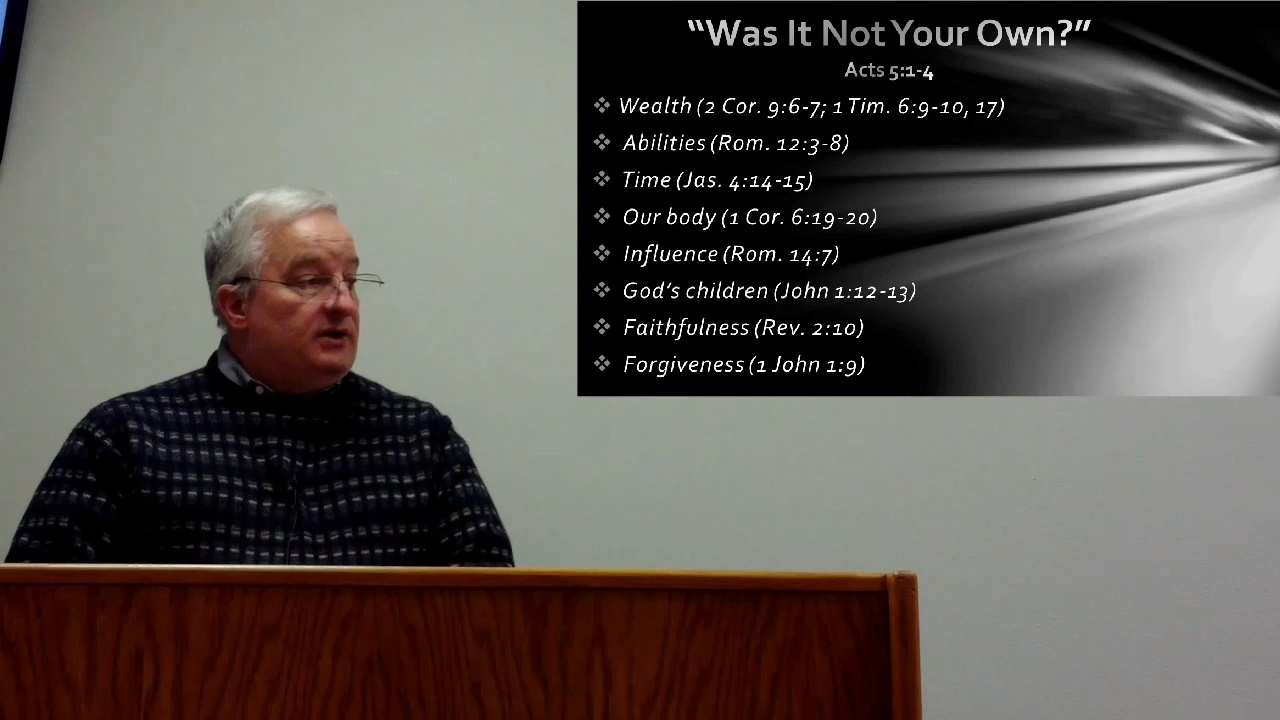 “Was It Not Your Own?”
Acts 5:1-4
❖ Wealth (2 Cor. 9:6-7; 1 Tim. 6:9-10, 17)
❖ Abilities (Rom. 12:3-8)
❖ Time (Jas. 4:14-15)
❖ Our body (1 Cor. 6:19-20)
❖ Influence (Rom. 14:7)
❖ God’s children (John 1:12-13)
❖ Faithfulness (Rev. 2:10)
❖ Forgiveness (1 John 1:9)